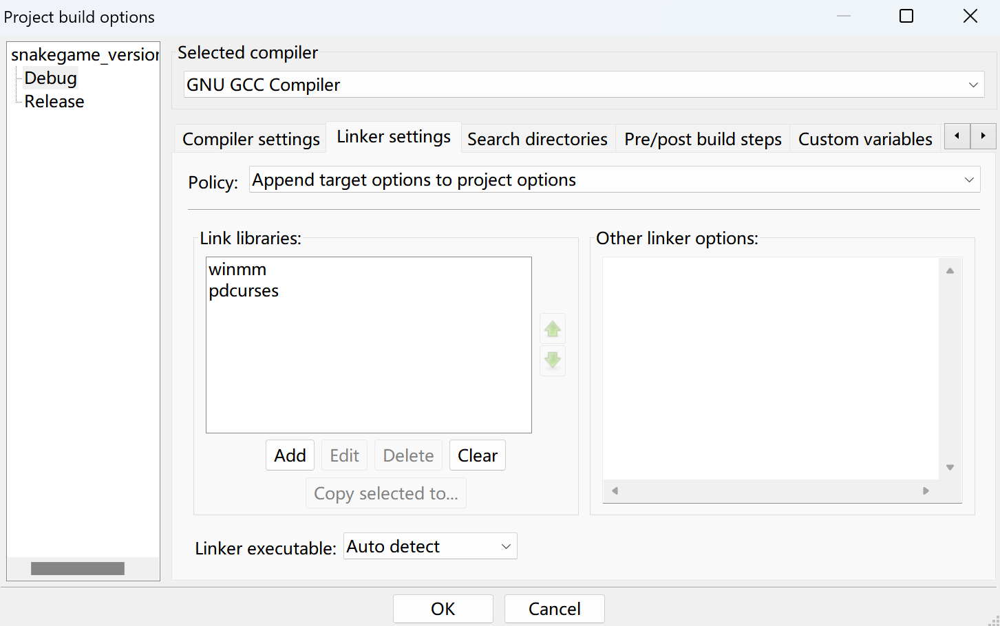 Project build options
snakegame_version
Debug
Release
Selected compiler
GNU GCC Compiler
Compiler settings
Linker settings
Search directories
Pre/post build steps
Custom variables
Policy:
Append target options to project options
Link libraries:
winmm
pdcurses
Add
Edit
Delete
Clear
Copy selected to...
Other linker options:
Linker executable:
Auto detect
OK
Cancel